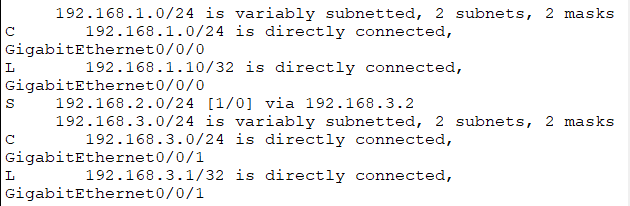 192.168.1.0/24 is variably subnetted, 2 subnets, 2 masks
C 192.168.1.0/24 is directly connected,
GigabitEthernet0/0/0
L 192.168.1.10/32 is directly connected,
GigabitEthernet0/0/0
S 192.168.2.0/24 [1/0] via 192.168.3.2
192.168.3.0/24 is variably subnetted, 2 subnets, 2 masks
C 192.168.3.0/24 is directly connected,
GigabitEthernet0/0/1
L 192.168.3.1/32 is directly connected,
GigabitEthernet0/0/1